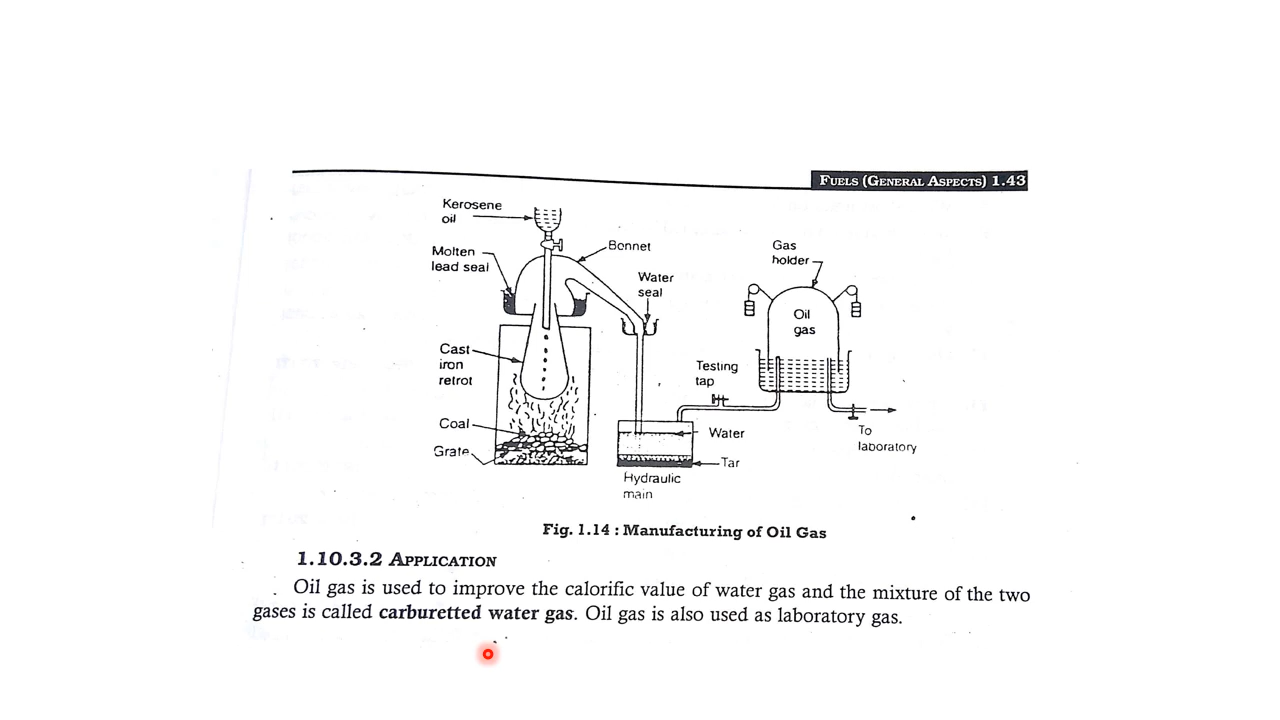 FUELS (GENERAL ASPECTS) 1.43
Kerosene
oil
Molten
lead seal
Bonnet
Water
seal
Gas
holder
Oil
gas
Cast
iron
retrot
Testing
tap
Coal
Grate
Water
Tar
To
laboratory
Hydraulic
main
Fig. 1.14 : Manufacturing of Oil Gas
1.10.3.2 APPLICATION
Oil gas is used to improve the calorific value of water gas and the mixture of the two
gases is called carburetted water gas. Oil gas is also used as laboratory gas.